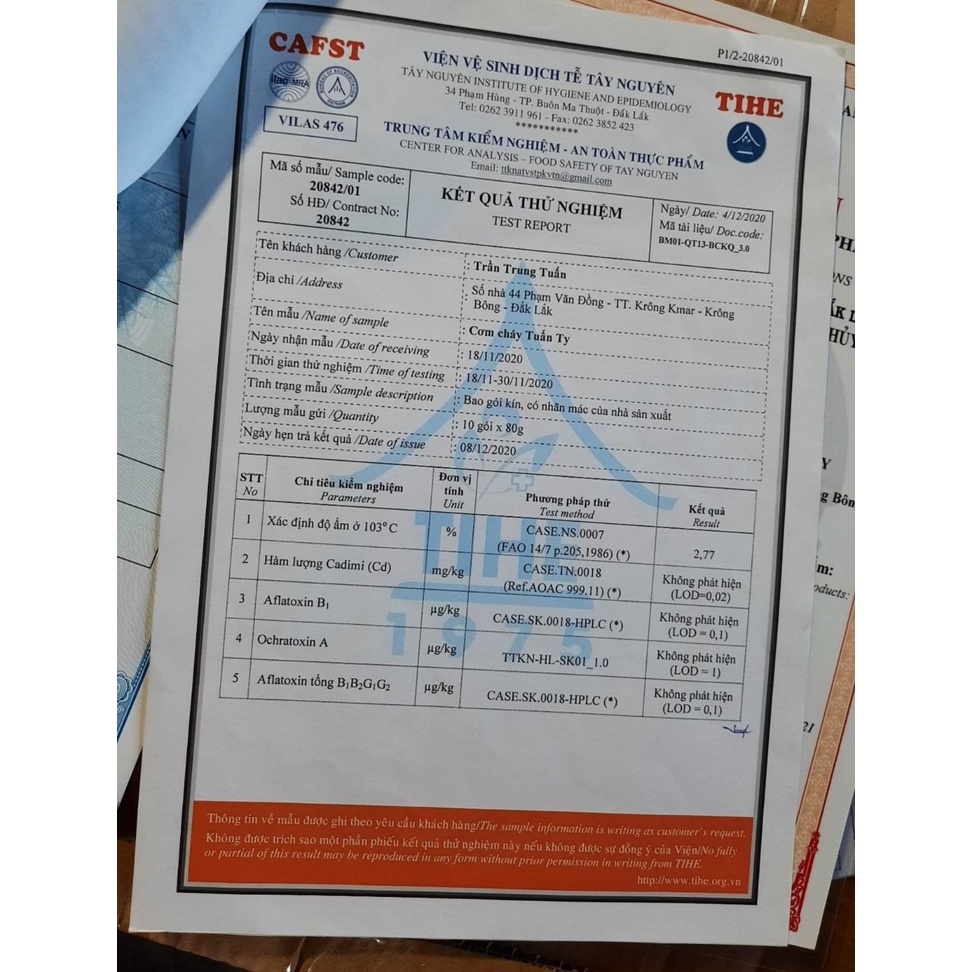 P1/2-20842/01
CAFST
ilac-MRA
VILAS 476
VIỆN VỆ SINH DỊCH TỄ TÂY NGUYÊN
TÂY NGUYÊN INSTITUTE OF HYGIENE AND EPIDEMIOLOGY
34 Phạm Hùng - TP. Buôn Ma Thuột - Đắk Lắk
Tel: 0262 3911 961 - Fax: 0262 3852 423
***********
TRUNG TÂM KIỂM NGHIỆM - AN TOÀN THỰC PHẨM
CENTER FOR ANALYSIS – FOOD SAFETY OF TAY NGUYEN
Email: ttknatvstpkvtn@gmail.com
TIHE
Mã số mẫu/ Sample code:
20842/01
Số HĐ/ Contract No:
20842
KẾT QUẢ THỬ NGHIỆM
TEST REPORT
Ngày/ Date: 4/12/2020
Mã tài liệu/ Doc.code:
BM01-QT13-BCKQ_3.0
Tên khách hàng /Customer : Trần Trung Tuấn
Địa chỉ /Address : Số nhà 44 Phạm Văn Đồng - TT. Krông Kmar - Krông
Bông - Đắk Lắk
Tên mẫu /Name of sample : Cơm cháy Tuấn Ty
Ngày nhận mẫu /Date of receiving : 18/11/2020
Thời gian thử nghiệm /Time of testing : 18/11-30/11/2020
Tình trạng mẫu /Sample description : Bao gói kín, có nhãn mác của nhà sản xuất
Lượng mẫu gửi /Quantity : 10 gói x 80g
Ngày hẹn trả kết quả /Date of issue : 08/12/2020
STT No Chỉ tiêu kiểm nghiệm Parameters Đơn vị tính Unit Phương pháp thử Test method Kết quả Result
1 Xác định độ ẩm ở 103°C % CASE.NS.0007 (FAO 14/7 p.205,1986) (*) 2,77
2 Hàm lượng Cadimi (Cd) mg/kg CASE.TN.0018 (Ref.AOAC 999.11) (*) Không phát hiện (LOD=0,02)
3 Aflatoxin B1 µg/kg CASE.SK.0018-HPLC (*) Không phát hiện (LOD = 0,1)
4 Ochratoxin A µg/kg TTKN-HL-SK01_1.0 Không phát hiện (LOD = 1)
5 Aflatoxin tổng B1B2G1G2 µg/kg CASE.SK.0018-HPLC (*) Không phát hiện (LOD = 0,1)
TIHE
1975
Thông tin về mẫu được ghi theo yêu cầu khách hàng/The sample information is writing as customer's request.
Không được trích sao một phần phiếu kết quả thử nghiệm này nếu không được sự đồng ý của Viện/No fully
or partial of this result may be reproduced in any form without prior permission in writing from TIHE.
http://www.tihe.org.vn